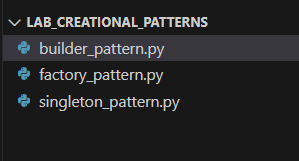 LAB_CREATIONAL_PATTERNS
builder_pattern.py
factory_pattern.py
singleton_pattern.py